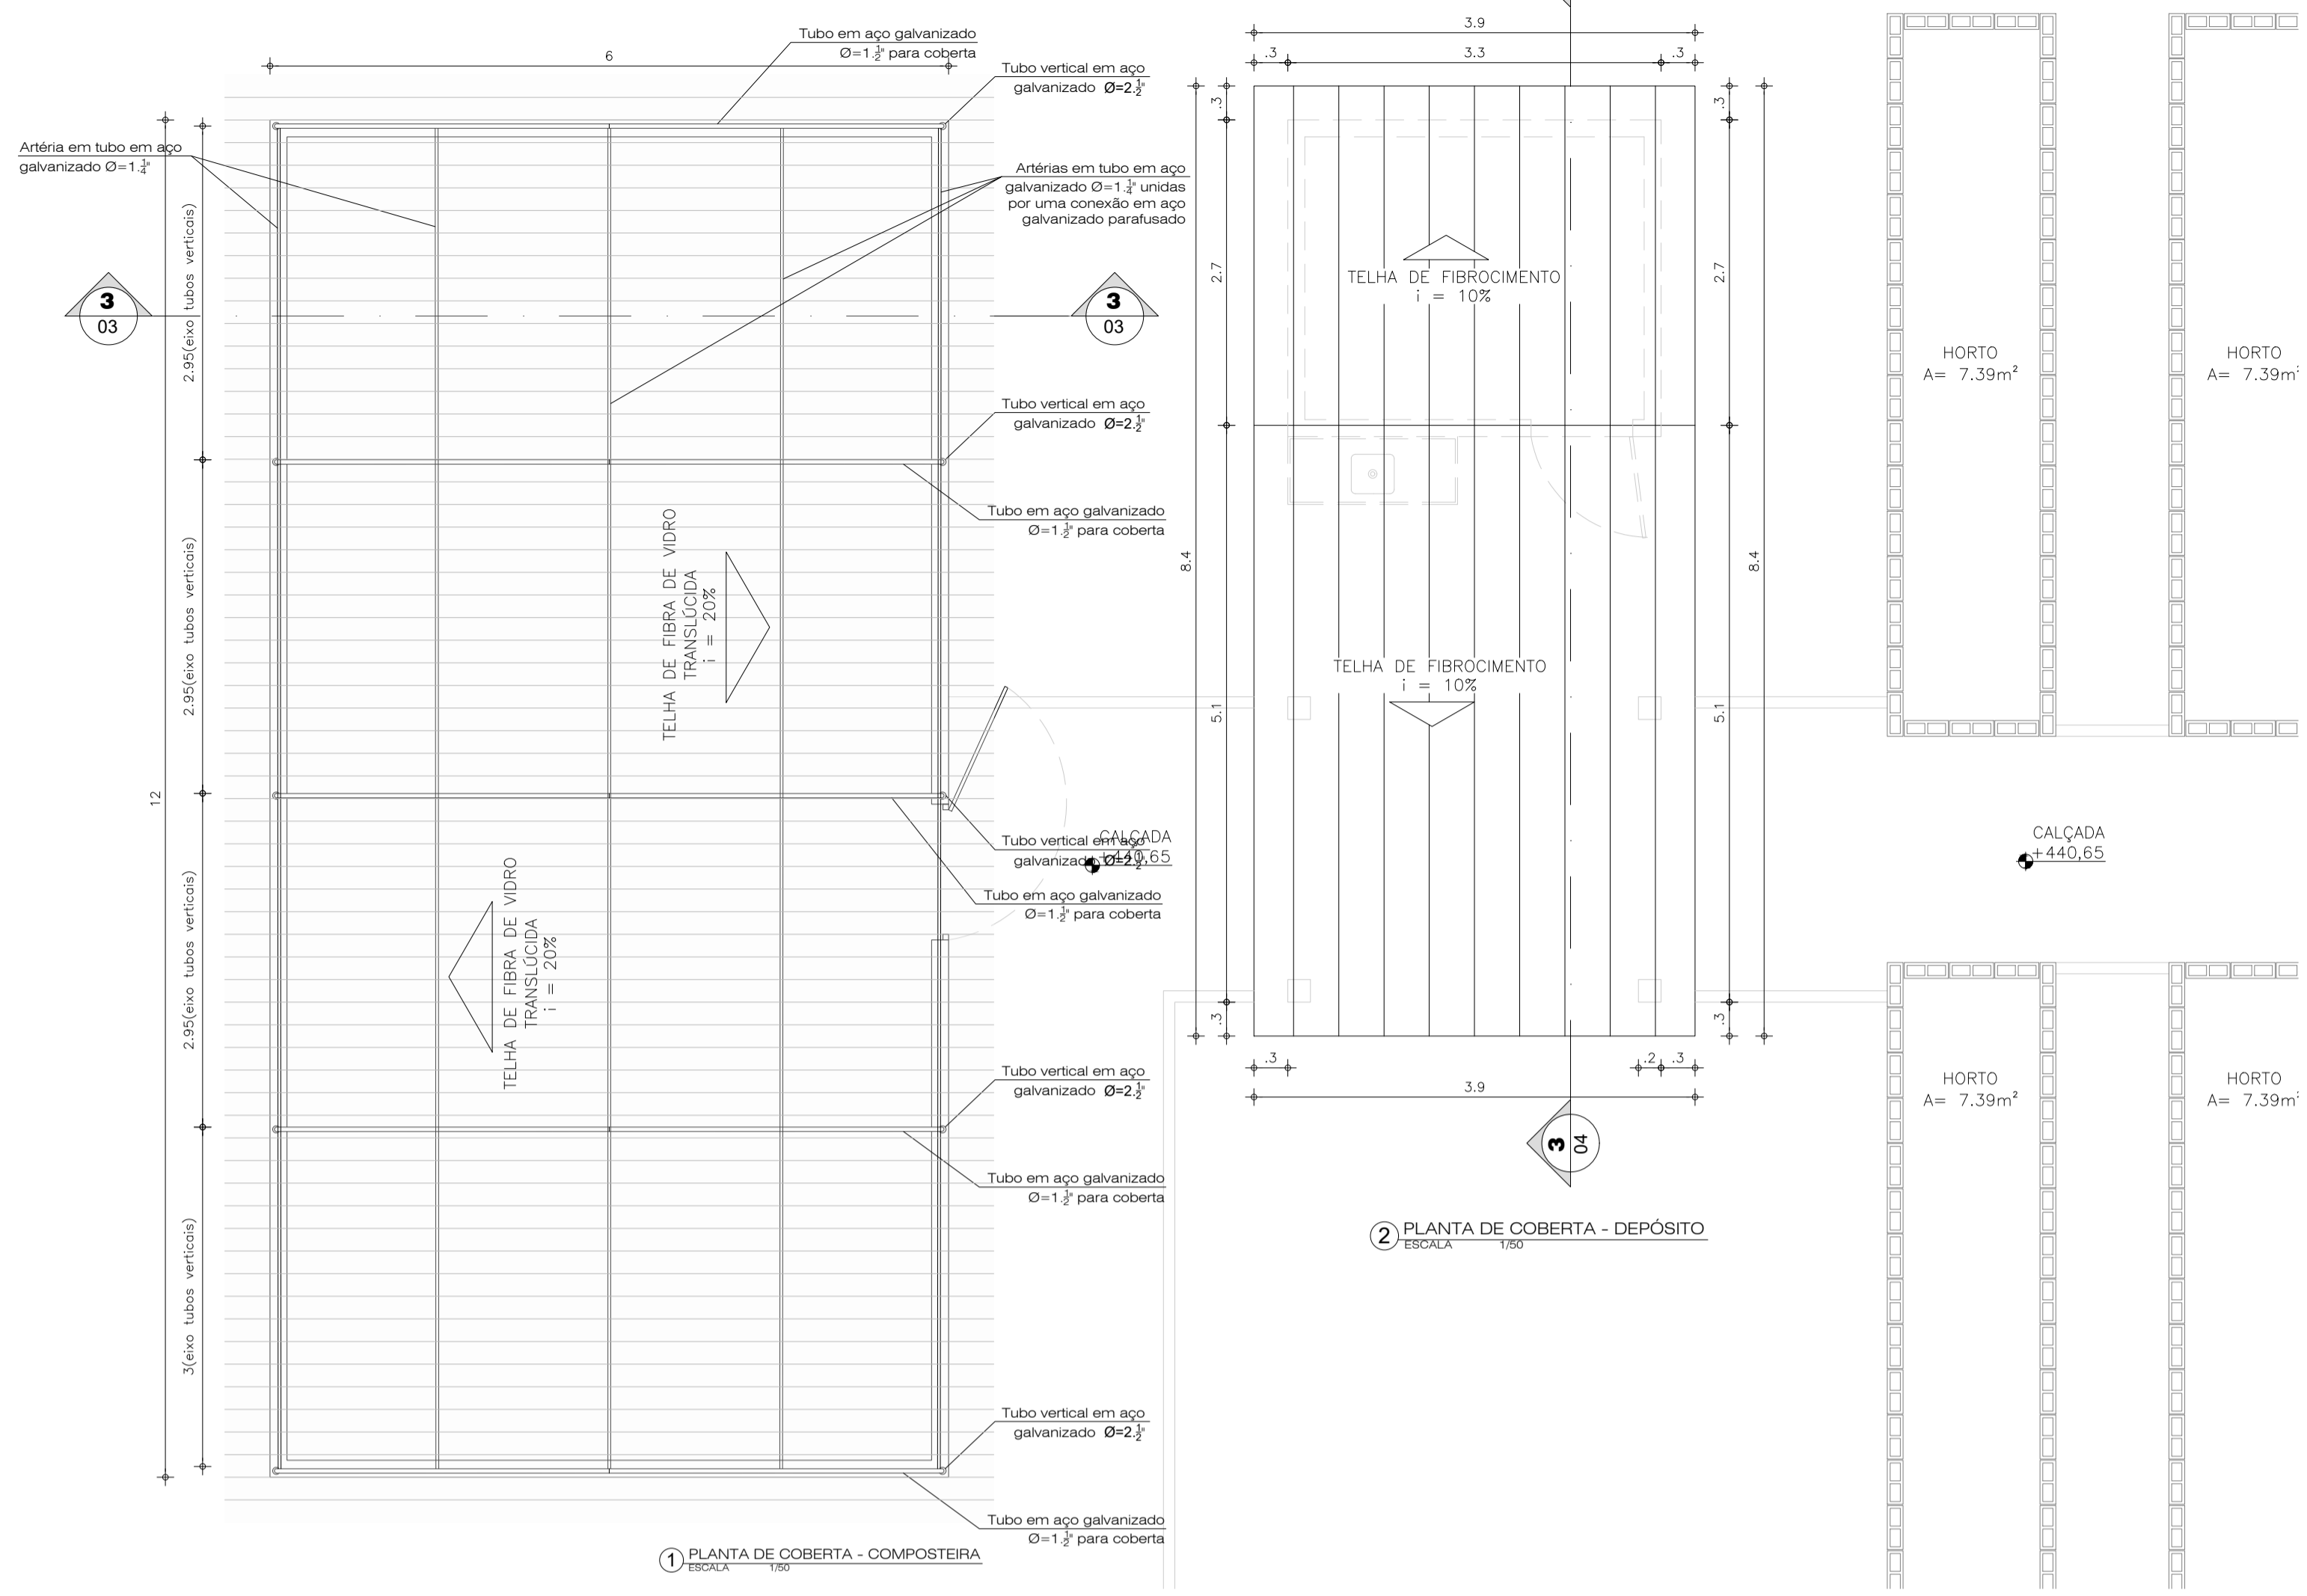 6
Tubo em aço galvanizado
Ø=1.1/2" para coberta
Tubo vertical em aço
galvanizado Ø=2.1/2"
Artéria em tubo em aço
galvanizado Ø=1.1/4"
Artérias em tubo em aço
galvanizado Ø=1.1/4" unidas
por uma conexão em aço
galvanizado parafusado
3
03
3
03
2.95(eixo tubos verticais)
2.95(eixo tubos verticais)
2.95(eixo tubos verticais)
3(eixo tubos verticais)
12
Tubo vertical em aço
galvanizado Ø=2.1/2"
Tubo em aço galvanizado
Ø=1.1/2" para coberta
TELHA DE FIBRA DE VIDRO
TRANSLÚCIDA
i = 20%
TELHA DE FIBRA DE VIDRO
TRANSLÚCIDA
i = 20%
Tubo vertical em aço
galvanizado Ø=2.1/2"
CALÇADA
+440,65
Tubo em aço galvanizado
Ø=1.1/2" para coberta
Tubo vertical em aço
galvanizado Ø=2.1/2"
Tubo em aço galvanizado
Ø=1.1/2" para coberta
Tubo vertical em aço
galvanizado Ø=2.1/2"
Tubo em aço galvanizado
Ø=1.1/2" para coberta
1 PLANTA DE COBERTA - COMPOSTEIRA
ESCALA 1/50
3.9
.3 3.3 .3
.3
2.7
8.4
5.1
.3
.3
2.7
8.4
5.1
.3
TELHA DE FIBROCIMENTO
i = 10%
TELHA DE FIBROCIMENTO
i = 10%
.3 .2 .3
3.9
3
04
2 PLANTA DE COBERTA - DEPÓSITO
ESCALA 1/50
HORTO
A= 7.39m²
HORTO
A= 7.39m²
CALÇADA
+440,65
HORTO
A= 7.39m²
HORTO
A= 7.39m²